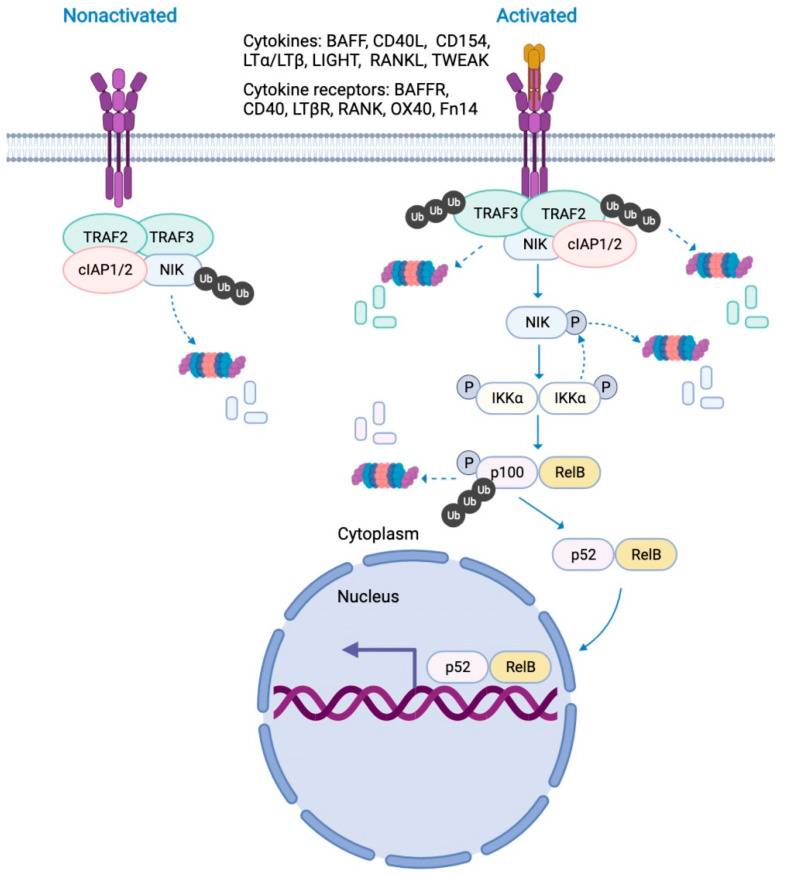 Nonactivated
Activated
Cytokines: BAFF, CD40L, CD154,
LTα/LTβ, LIGHT, RANKL, TWEAK
Cytokine receptors: BAFFR,
CD40, LTβR, RANK, OX40, Fn14
TRAF2
TRAF3
cIAP1/2
NIK
Ub
Ub
Ub
Ub
Ub
Ub
TRAF3
TRAF2
Ub
Ub
Ub
NIK
cIAP1/2
NIK
P
P
IKKα
IKKα
P
P
p100
RelB
Ub
Ub
Ub
Cytoplasm
p52
RelB
Nucleus
p52
RelB